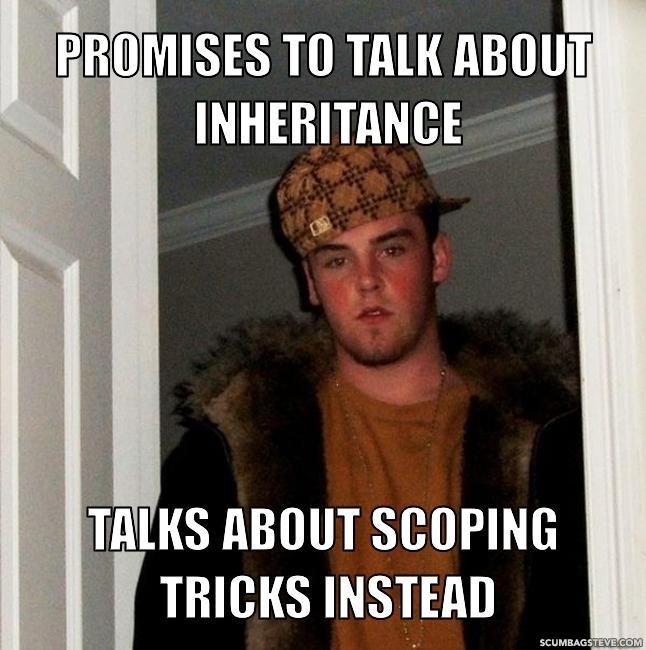 PROMISES TO TALK ABOUT
INHERITANCE
TALKS ABOUT SCOPING
TRICKS INSTEAD
SCUMBAGSTEVE.COM